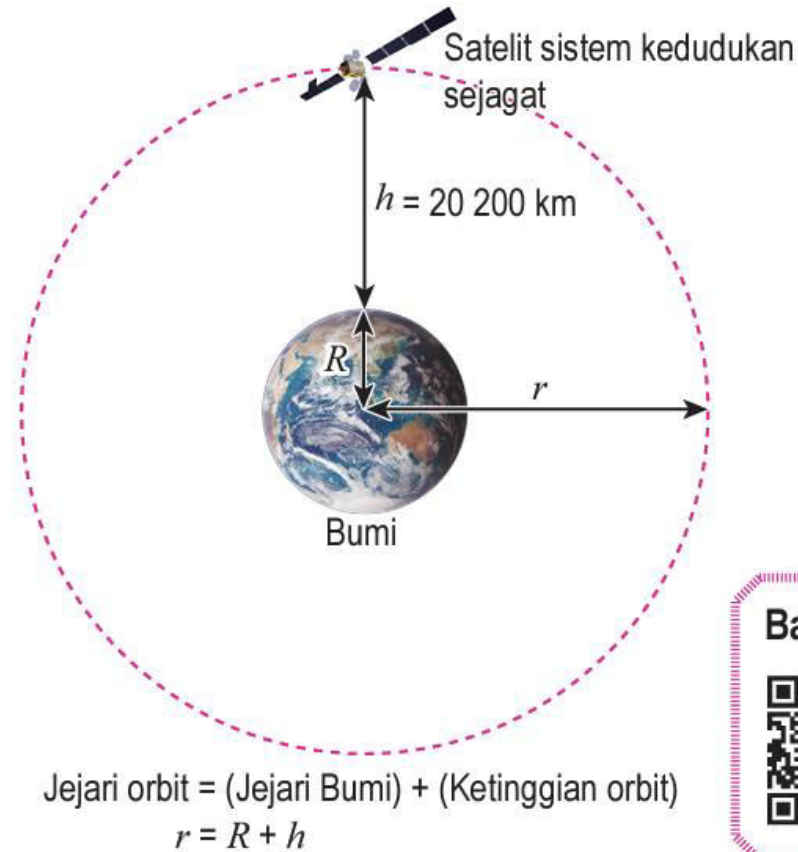 Satelit sistem kedudukan
sejagat
h = 20 200 km
R
r
Bumi
Jejari orbit = (Jejari Bumi) + (Ketinggian orbit)
r = R + h